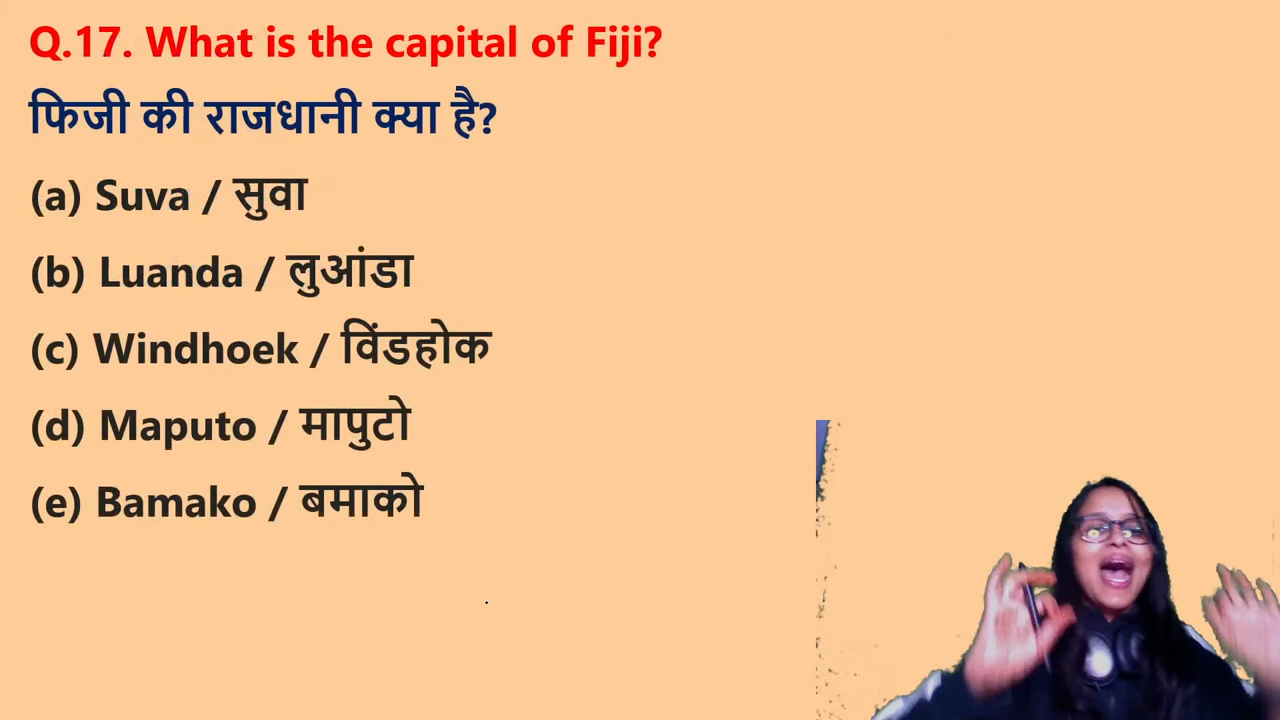 Q.17. What is the capital of Fiji?
फिजी की राजधानी क्या है?
(a) Suva / सुवा
(b) Luanda / लुआंडा
(c) Windhoek / विंडहोक
(d) Maputo / मापुटो
(e) Bamako / बमाको